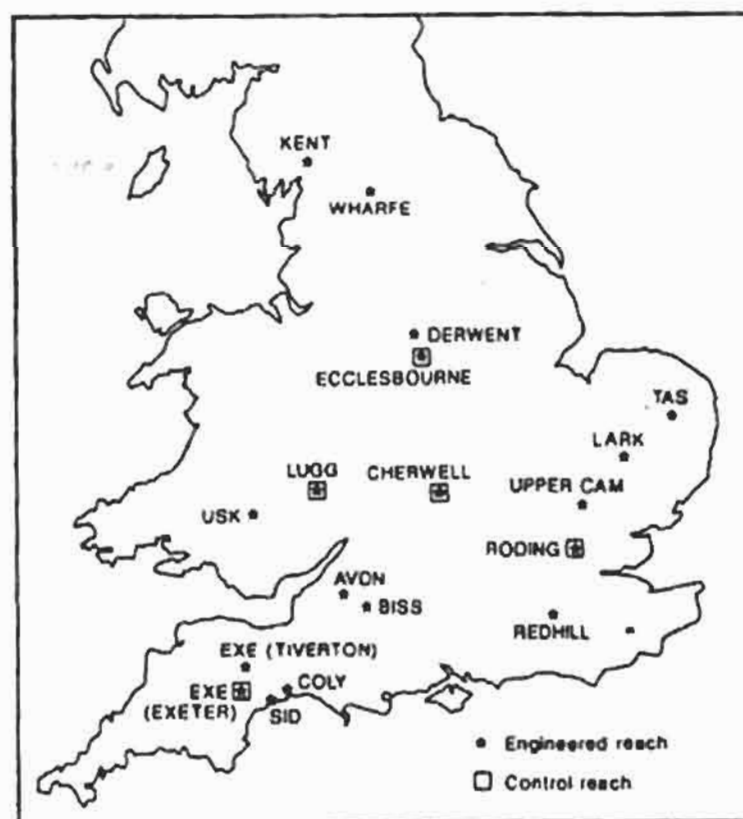 KENT
WHARFE
DERWENT
ECCLESBOURNE
TAS
LARK
LUGG
CHERWELL
UPPER CAM
USK
RODING
AVON
BISS
REDHILL
EXE (TIVERTON)
COLY
EXE
(EXETER)
SID
Engineered reach
Control reach